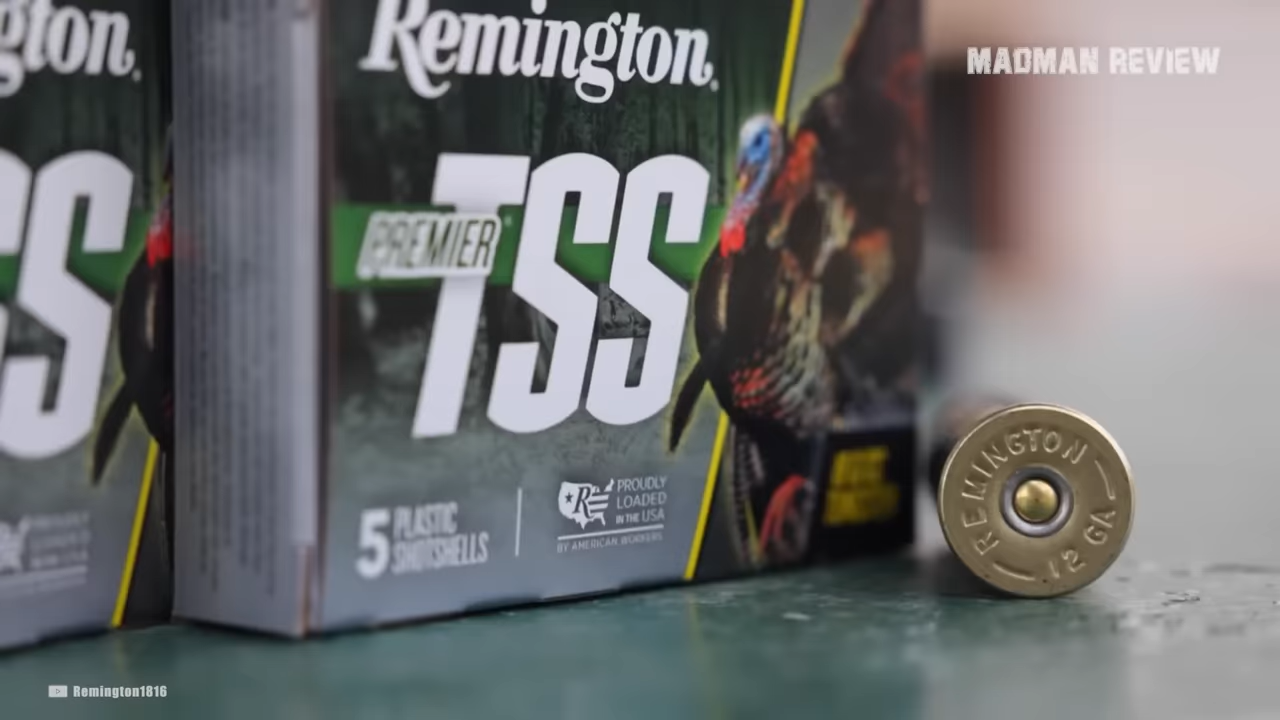 gton.
Remington.
MADMAN REVIEW
S
PREMIER
TSS
5 PLASTIC
SHOTSHELLS
PROUDLY
LOADED
IN THE USA
BY AMERICAN WORKERS
R
REMINGTON
12 GA
Remington1816